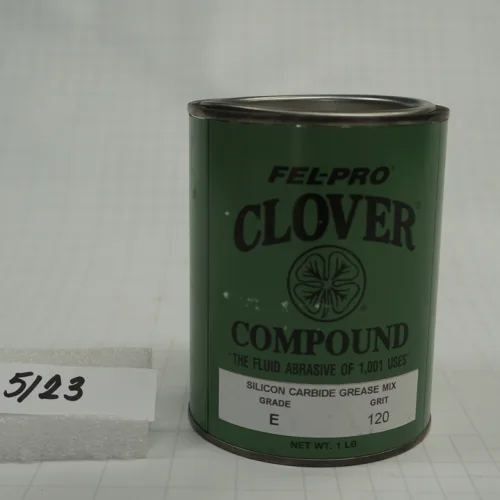 FEL-PRO®
CLOVER®
®
COMPOUND
"THE FLUID ABRASIVE OF 1,001 USES"
SILICON CARBIDE GREASE MIX
GRADE GRIT
E 120
NET WT. 1 LB
5/23